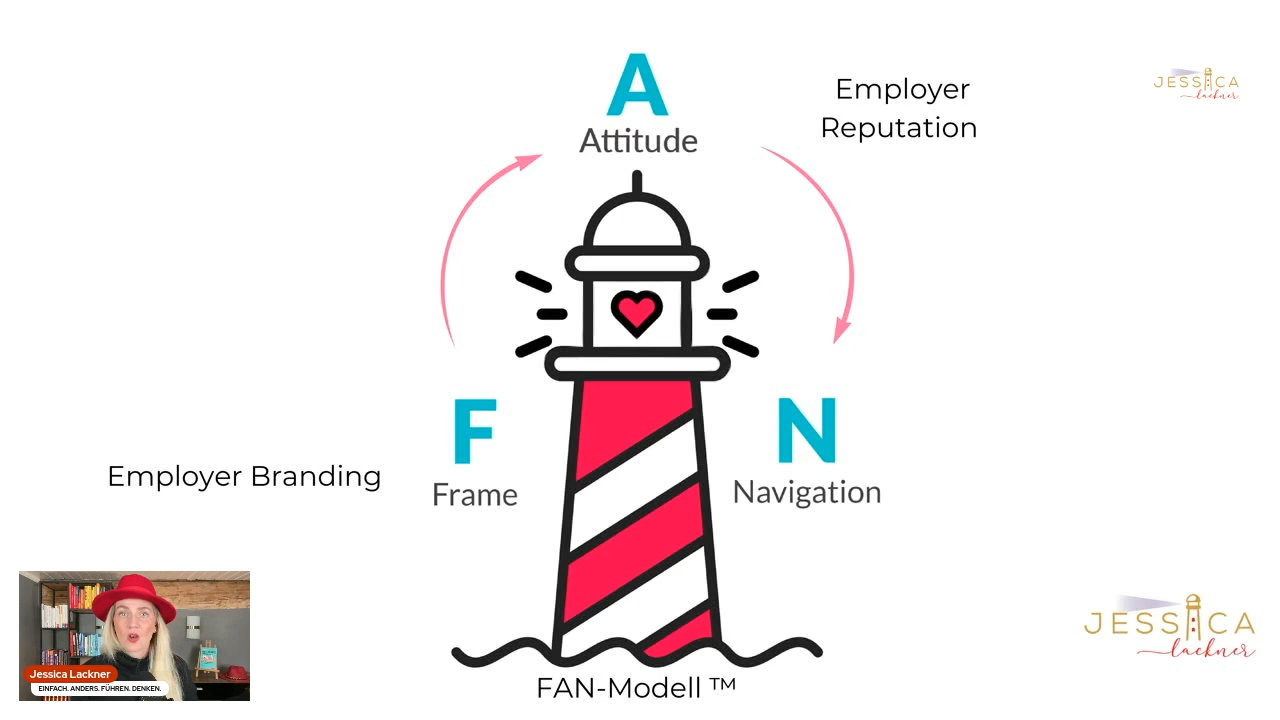 A
Attitude
Employer
Reputation
JESSICA
lackner
F
Frame
N
Navigation
Employer Branding
Jessica Lackner
EINFACH. ANDERS. FÜHREN. DENKEN.
JESSICA
lackner
FAN-Modell ™